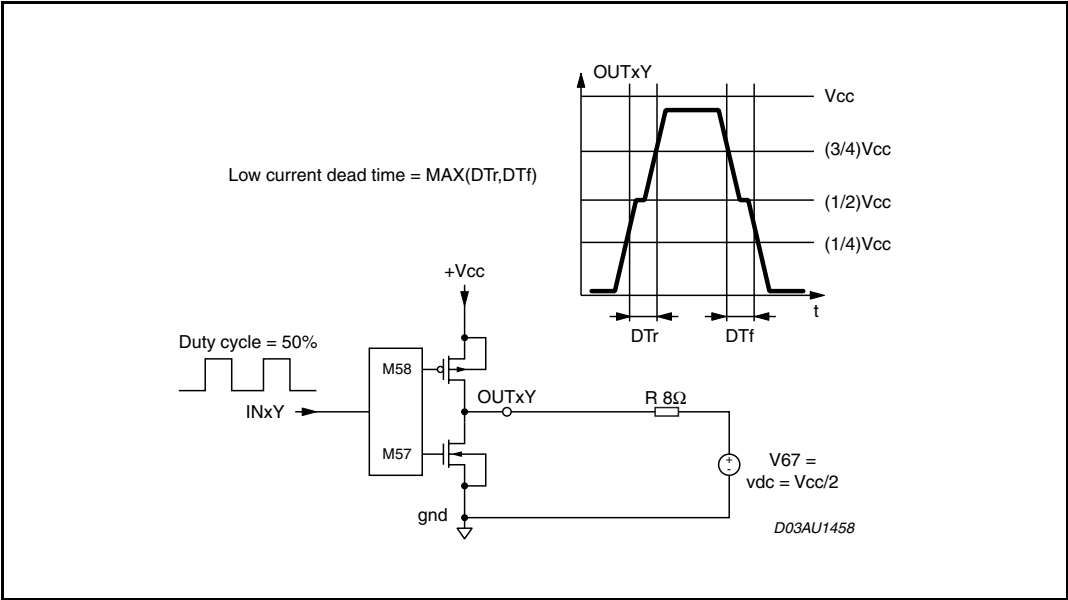 OUTxY
Vcc
(3/4)Vcc
Low current dead time = MAX(DTr,DTf)
(1/2)Vcc
(1/4)Vcc
+Vcc
t
DTr
DTf
Duty cycle = 50%
M58
OUTxY
R 8Ω
INxY
M57
+
-
V67 =
vdc = Vcc/2
gnd
D03AU1458